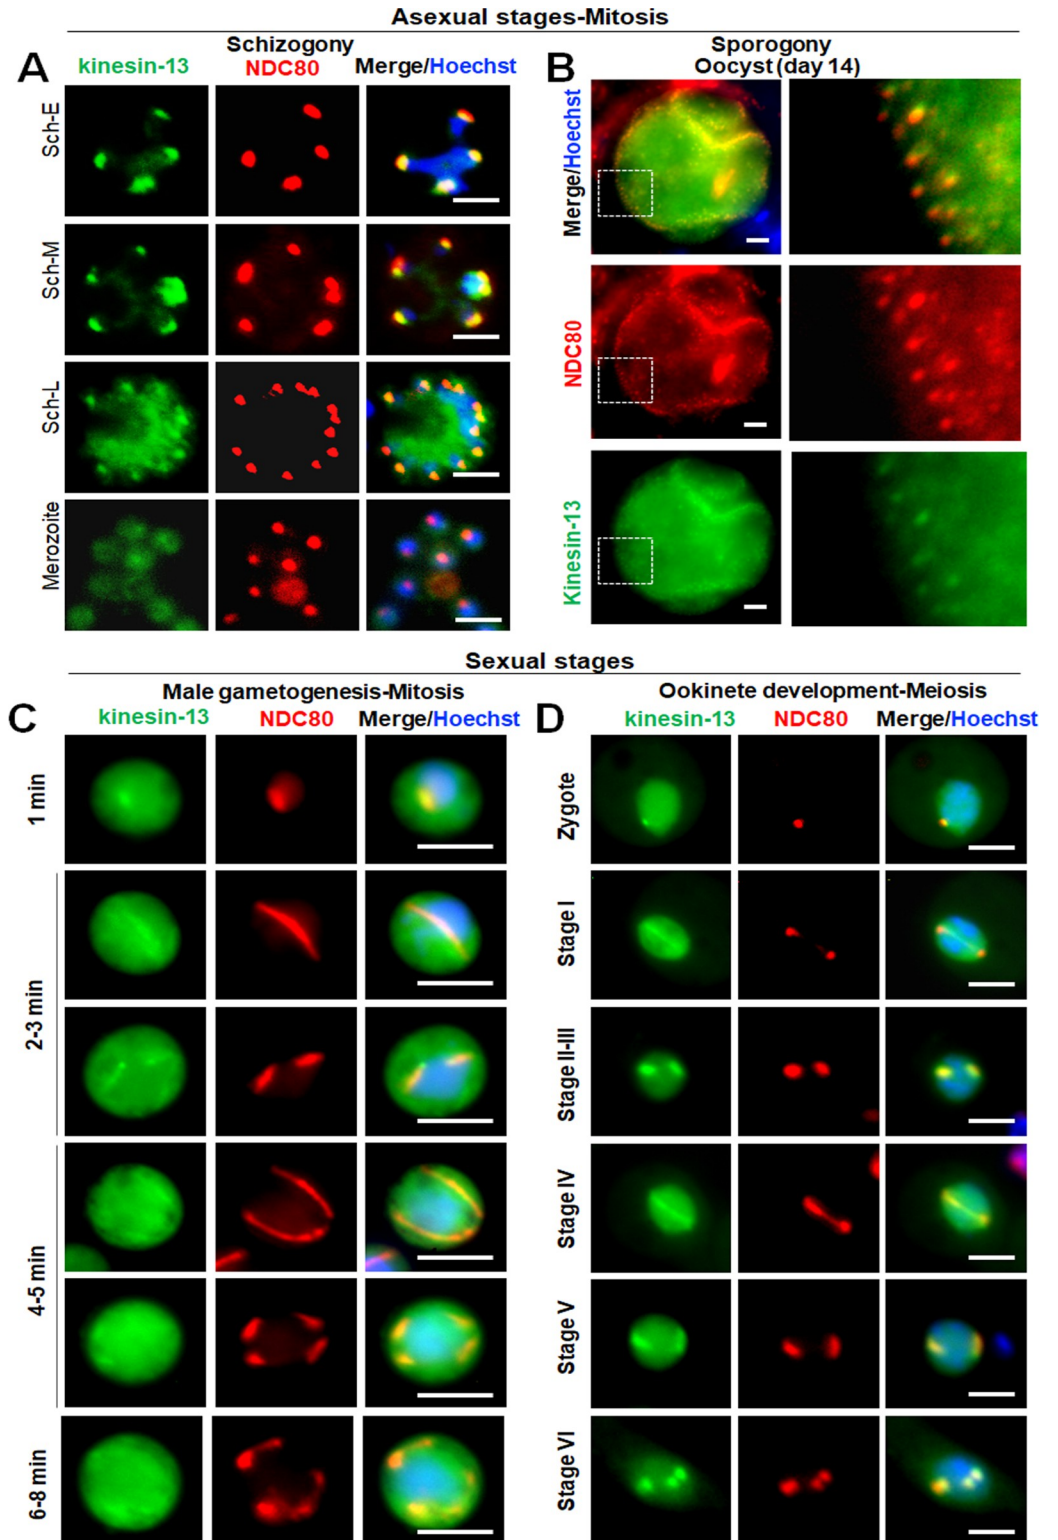 Asexual stages-Mitosis
A
Schizogony
kinesin-13 NDC80 Merge/Hoechst
Sch-E
Sch-M
Sch-L
Merozoite
B
Sporogony
Oocyst (day 14)
Merge/Hoechst
NDC80
Kinesin-13
Sexual stages
C
Male gametogenesis-Mitosis
kinesin-13 NDC80 Merge/Hoechst
1 min
2-3 min
4-5 min
6-8 min
D
Ookinete development-Meiosis
kinesin-13 NDC80 Merge/Hoechst
Zygote
Stage I
Stage II-III
Stage IV
Stage V
Stage VI